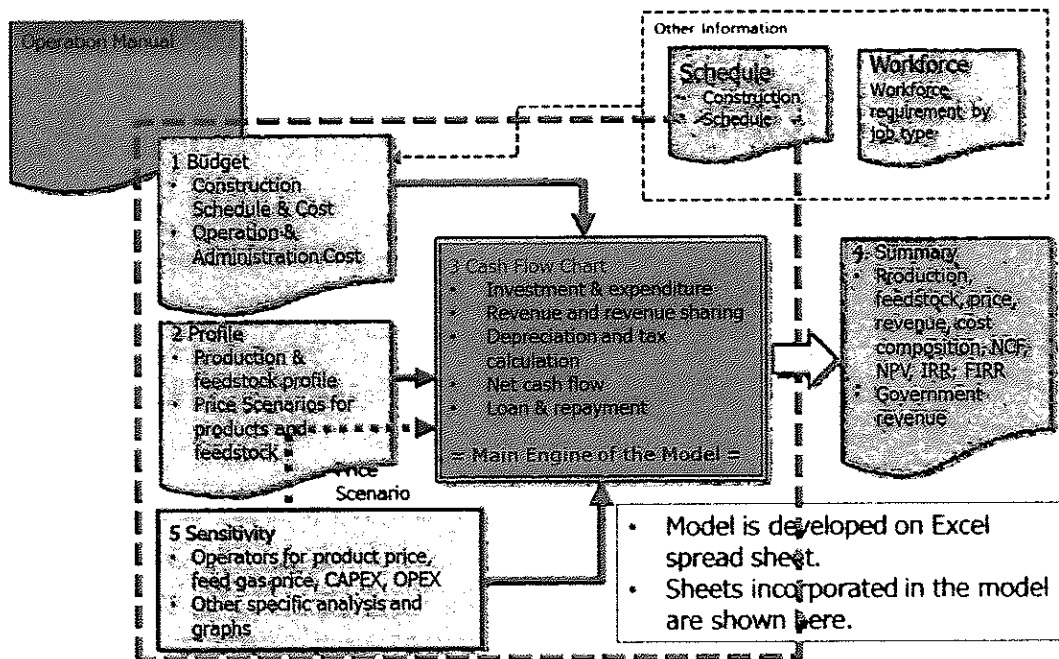 Operation Manual
Other Information
Schedule
- Construction
Schedule
Workforce
Workforce
requirement by
job type
1 Budget
• Construction
Schedule & Cost
• Operation &
Administration Cost
3 Cash Flow Chart
• Investment & expenditure
• Revenue and revenue sharing
• Depreciation and tax
calculation
• Net cash flow
• Loan & repayment
= Main Engine of the Model =
4. Summary
• Production,
feedstock, price,
revenue, cost
composition, NCF,
NPV, IRR, FIRR
• Government
revenue
2 Profile
• Production &
feedstock profile
• Price Scenarios for
products and
feedstock
Price
Scenario
5 Sensitivity
• Operators for product price,
feed gas price, CAPEX, OPEX
• Other specific analysis and
graphs
• Model is developed on Excel
spread sheet.
• Sheets incorporated in the model
are shown here.